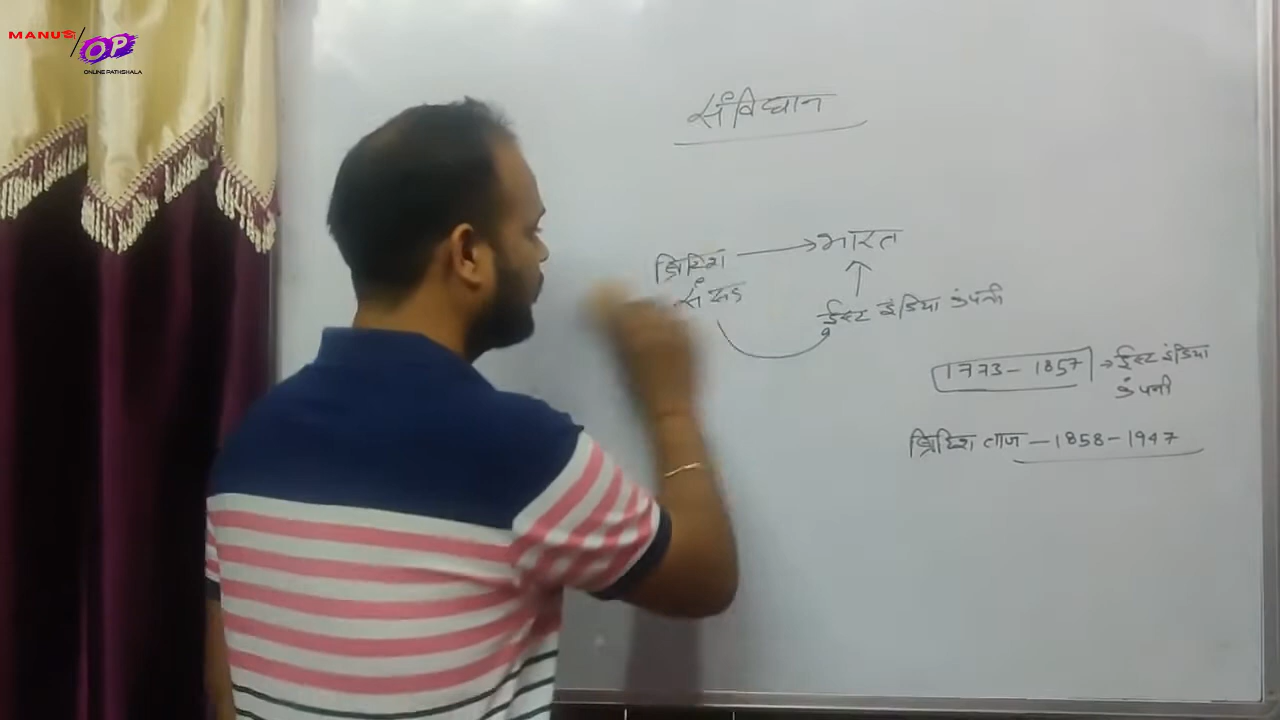 MANUS/OP
ONLINE PATHSHALA
संविधान
ब्रिटिश → भारत
संसद
ईस्ट इंडिया कंपनी
1773 - 1857 → ईस्ट इंडिया
कंपनी
ब्रिटिश ताज - 1858 - 1947